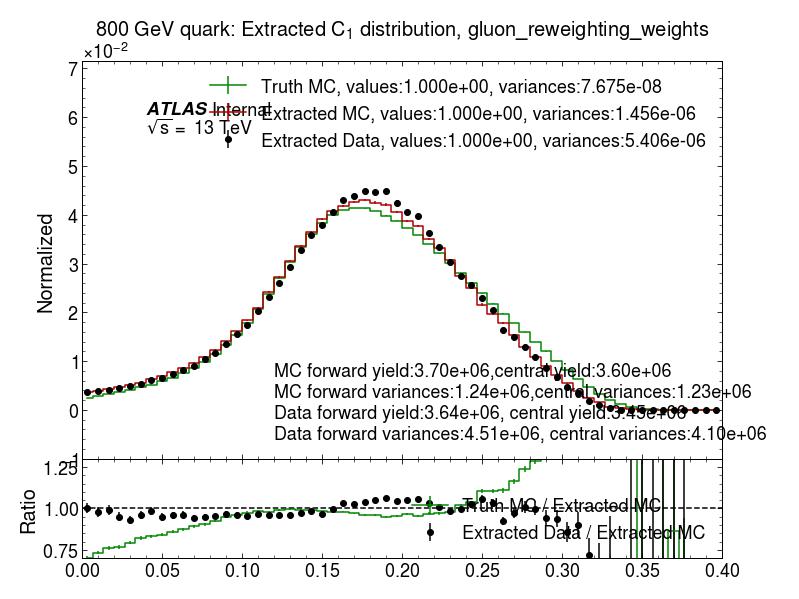 800 GeV quark: Extracted C₁ distribution, gluon_reweighting_weights
×10⁻²
7
6
5
4
3
2
1
0
1
Normalized
Truth MC, values:1.000e+00, variances:7.675e-08
ATLAS Internal
Extracted MC, values:1.000e+00, variances:1.456e-06
√s = 13 TeV
Extracted Data, values:1.000e+00, variances:5.406e-06
MC forward yield:3.70e+06,central yield:3.60e+06
MC forward variances:1.24e+06,central variances:1.23e+06
Data forward yield:3.64e+06, central yield:3.45e+06
Data forward variances:4.51e+06, central variances:4.10e+06
1.25
1.00
0.75
Ratio
Truth MC / Extracted MC
Extracted Data / Extracted MC
0.00 0.05 0.10 0.15 0.20 0.25 0.30 0.35 0.40